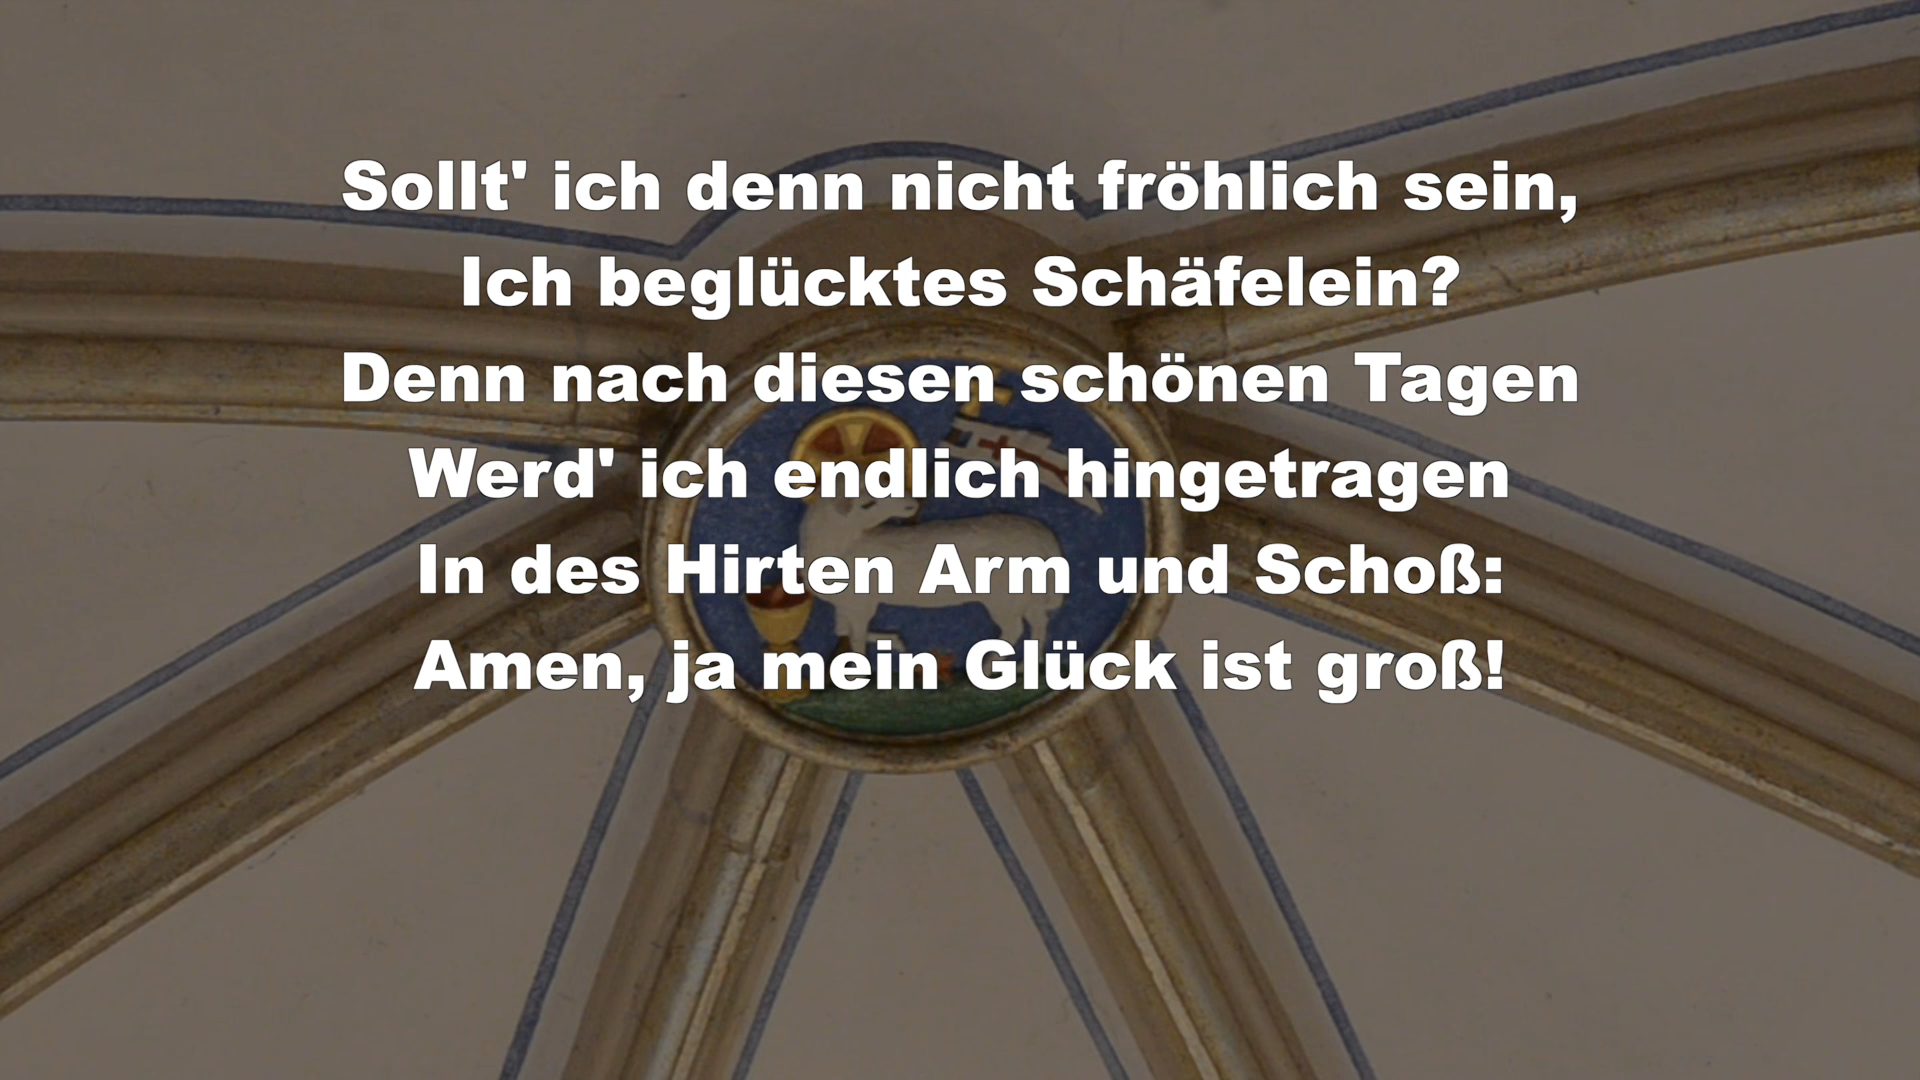 Sollt' ich denn nicht fröhlich sein,
Ich beglücktes Schäfelein?
Denn nach diesen schönen Tagen
Werd' ich endlich hingetragen
In des Hirten Arm und Schoß:
Amen, ja mein Glück ist groß!